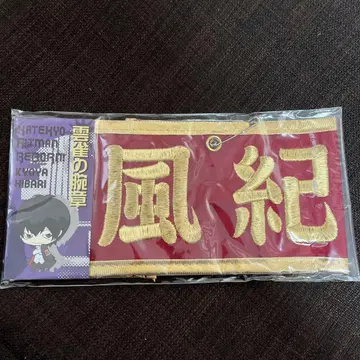 KATEKYO
HITMAN
REBORN!
KYOYA
HIBARI
雲雀の腕章
風紀